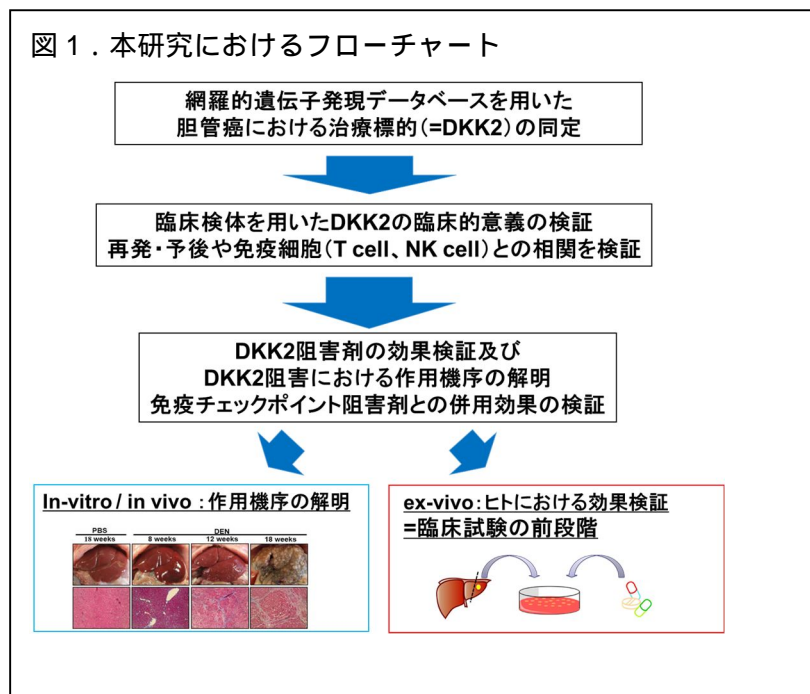 図１．本研究におけるフローチャート
網羅的遺伝子発現データベースを用いた
胆管癌における治療標的(=DKK2)の同定
臨床検体を用いたDKK2の臨床的意義の検証
再発・予後や免疫細胞(T cell、NK cell)との相関を検証
DKK2阻害剤の効果検証及び
DKK2阻害における作用機序の解明
免疫チェックポイント阻害剤との併用効果の検証
In-vitro / in vivo：作用機序の解明
PBS DEN
18 weeks 8 weeks 12 weeks 18 weeks
ex-vivo：ヒトにおける効果検証
=臨床試験の前段階